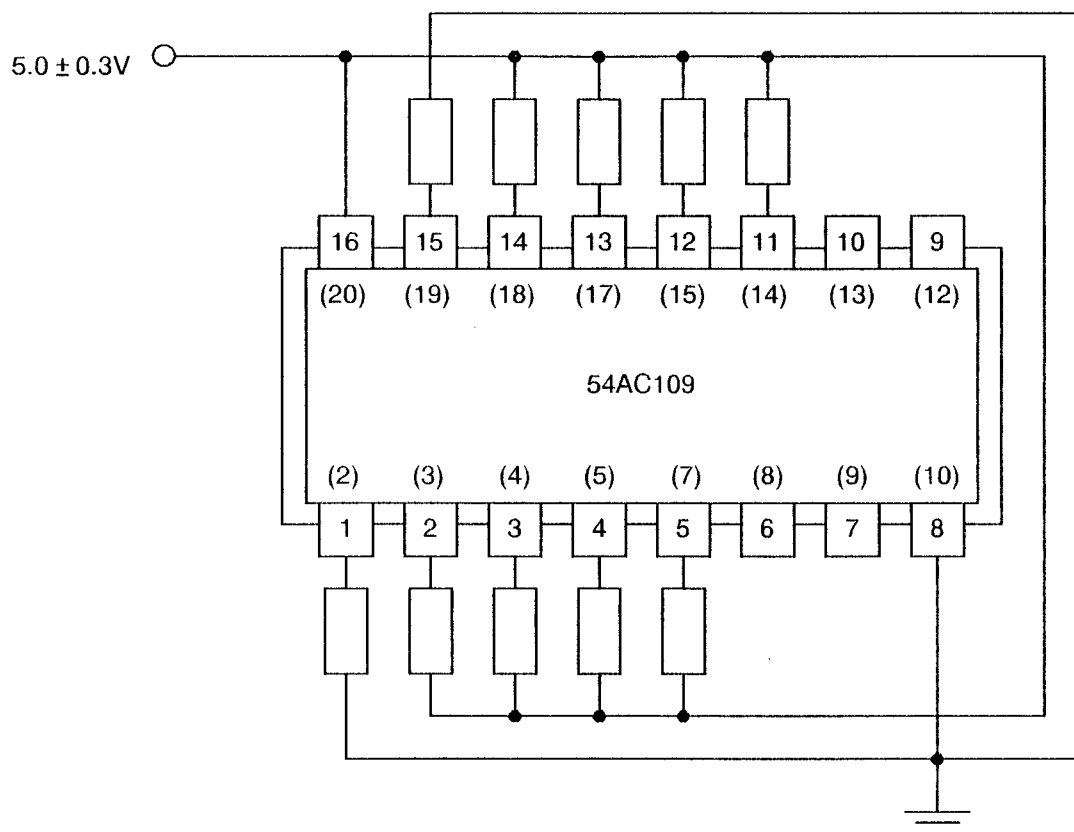 5.0 ± 0.3V
16 15 14 13 12 11 10 9
(20) (19) (18) (17) (15) (14) (13) (12)
54AC109
(2) (3) (4) (5) (7) (8) (9) (10)
1 2 3 4 5 6 7 8